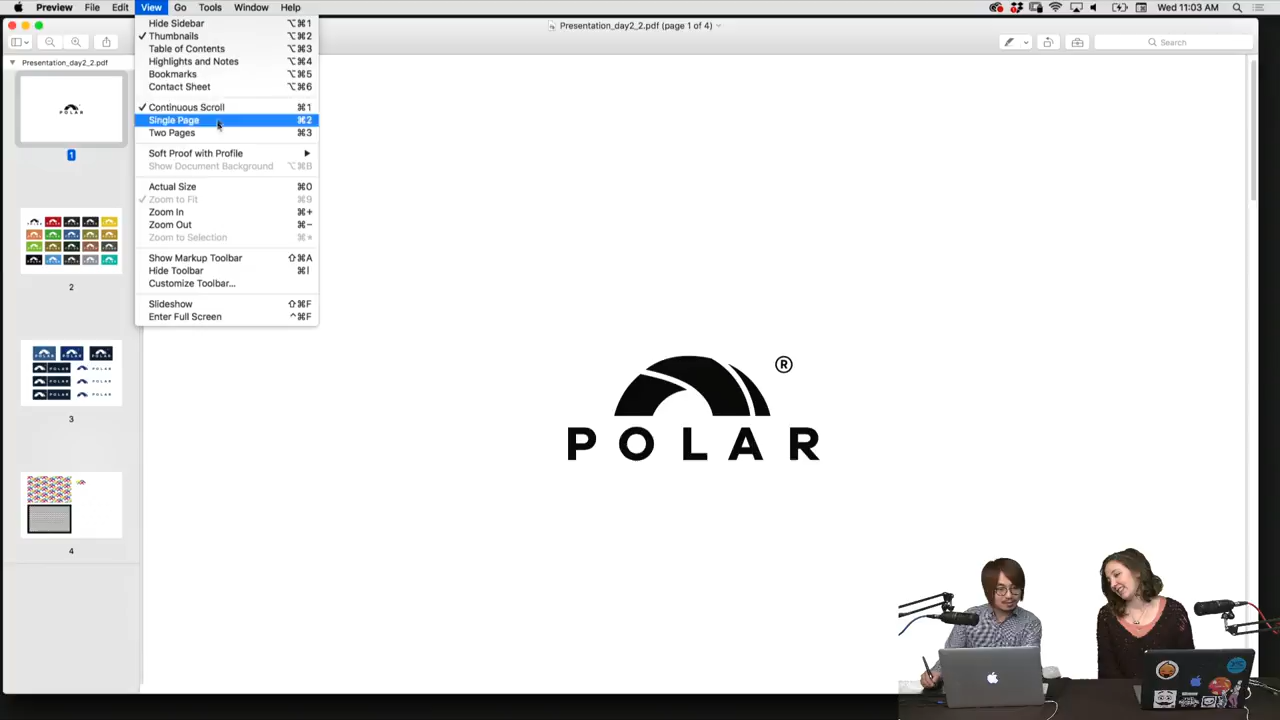 Preview File Edit View Go Tools Window Help
Wed 11:03 AM
Presentation_day2_2.pdf (page 1 of 4)
Search
Presentation_day2_2.pdf
Hide Sidebar ⌥⌘1
✓ Thumbnails ⌥⌘2
Table of Contents ⌥⌘3
Highlights and Notes ⌥⌘4
Bookmarks ⌥⌘5
Contact Sheet ⌥⌘6
✓ Continuous Scroll ⌘1
Single Page ⌘2
Two Pages ⌘3
Soft Proof with Profile
Show Document Background ⌥⌘B
Actual Size ⌘0
✓ Zoom to Fit ⌘9
Zoom In ⌘+
Zoom Out ⌘−
Zoom to Selection ⌘*
Show Markup Toolbar ⇧⌘A
Hide Toolbar
Customize Toolbar...
Slideshow ⇧⌘F
Enter Full Screen ^⌘F
POLAR
1
2
3
4
®
POLAR